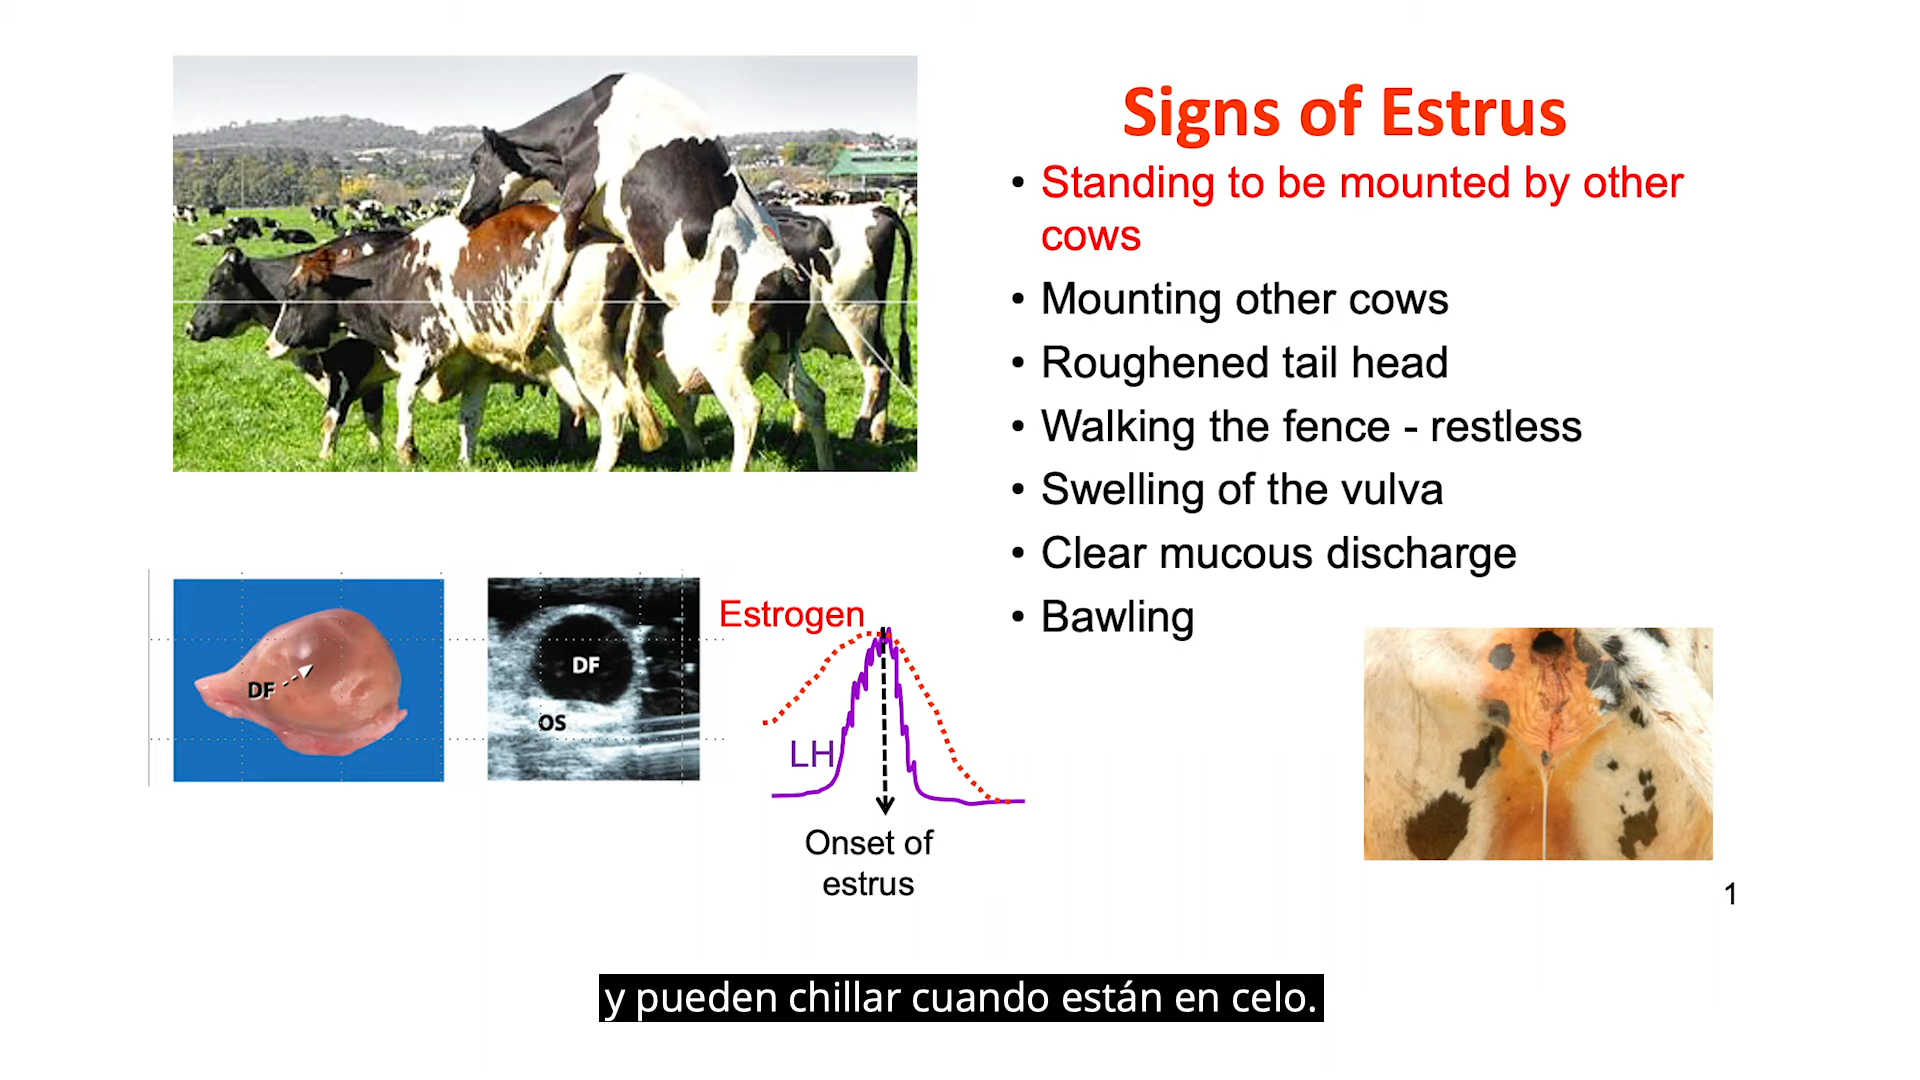 Signs of Estrus
• Standing to be mounted by other
cows
• Mounting other cows
• Roughened tail head
• Walking the fence - restless
• Swelling of the vulva
• Clear mucous discharge
• Bawling
DF
DF
OS
Estrogen
LH
Onset of
estrus
1
y pueden chillar cuando están en celo.